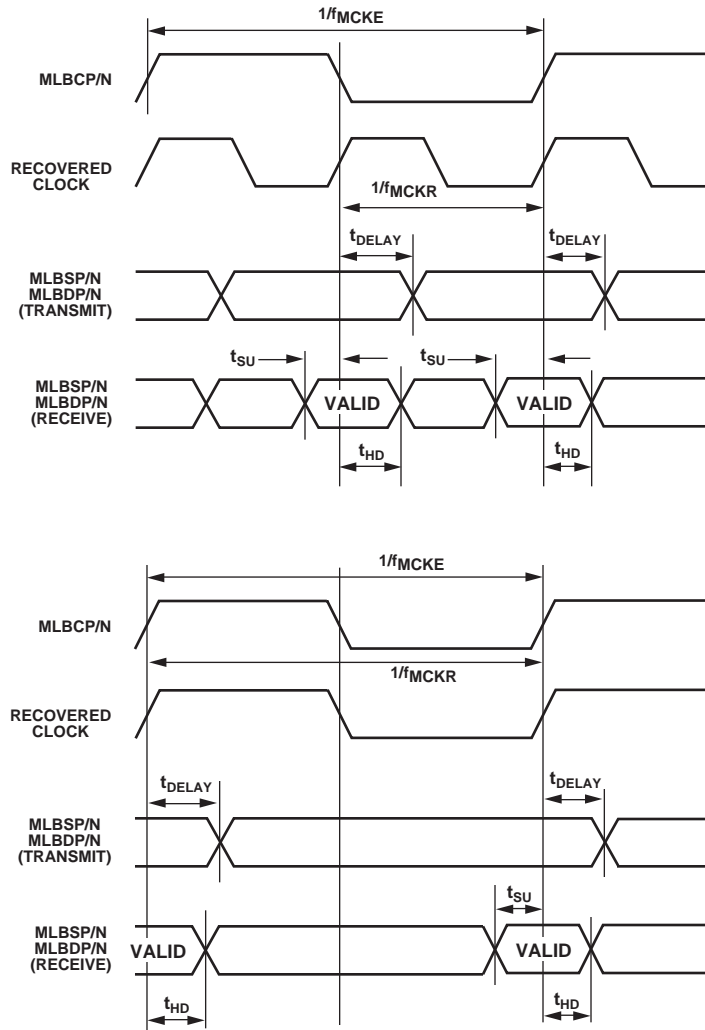 1/fMCKE
MLBCP/N
RECOVERED
CLOCK
1/fMCKR
tDELAY
tDELAY
MLBSP/N
MLBDP/N
(TRANSMIT)
tSU
tSU
MLBSP/N
MLBDP/N
(RECEIVE)
VALID
VALID
tHD
tHD
1/fMCKE
MLBCP/N
1/fMCKR
RECOVERED
CLOCK
tDELAY
tDELAY
MLBSP/N
MLBDP/N
(TRANSMIT)
tSU
MLBSP/N
MLBDP/N
(RECEIVE)
VALID
VALID
tHD
tHD